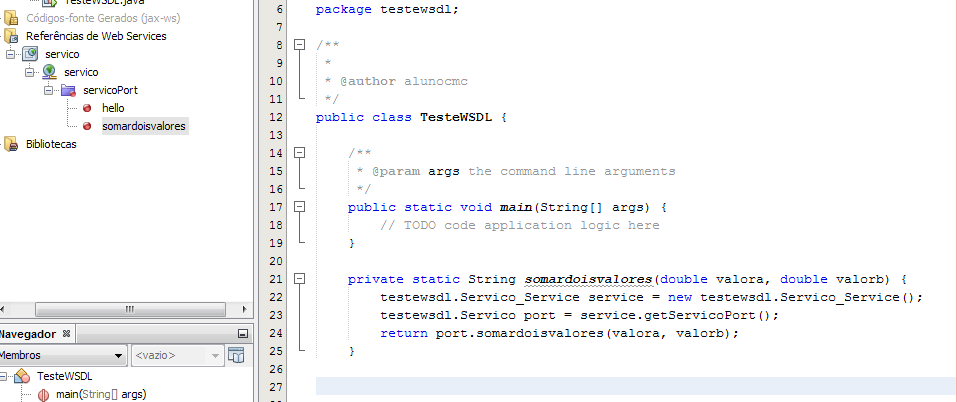 TesteWSDL.java
Códigos-fonte Gerados (jax-ws)
Referências de Web Services
servico
servico
servicoPort
hello
somardoisvalores
Bibliotecas
Navegador
Membros
<vazio>
TesteWSDL
main(String[] args)
6 package testewsdl;
7
8 /**
9 *
10 * @author alunocmc
11 */
12 public class TesteWSDL {
13
14 /**
15 * @param args the command line arguments
16 */
17 public static void main(String[] args) {
18 // TODO code application logic here
19 }
20
21 private static String somardoisvalores(double valora, double valorb) {
22 testewsdl.Servico_Service service = new testewsdl.Servico_Service();
23 testewsdl.Servico port = service.getServicoPort();
24 return port.somardoisvalores(valora, valorb);
25 }
26
27